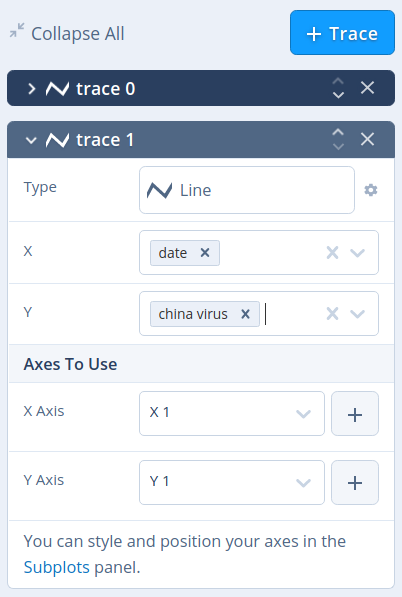 Collapse All
+ Trace
trace 0
trace 1
Type
Line
X
date
Y
china virus
Axes To Use
X Axis
X 1
Y Axis
Y 1
You can style and position your axes in the
Subplots panel.